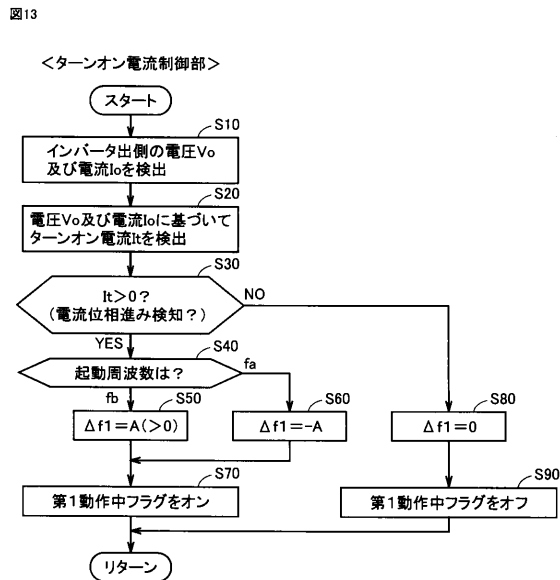 図13
<ターンオン電流制御部>
スタート
S10
インバータ出側の電圧Vo
及び電流Ioを検出
S20
電圧Vo及び電流Ioに基づいて
ターンオン電流Itを検出
S30
It>0?
(電流位相進み検知?)
NO
YES
S40
起動周波数は?
fa
fb
S50
Δf1=A(>0)
S60
Δf1=-A
S80
Δf1=0
S70
第1動作中フラグをオン
S90
第1動作中フラグをオフ
リターン